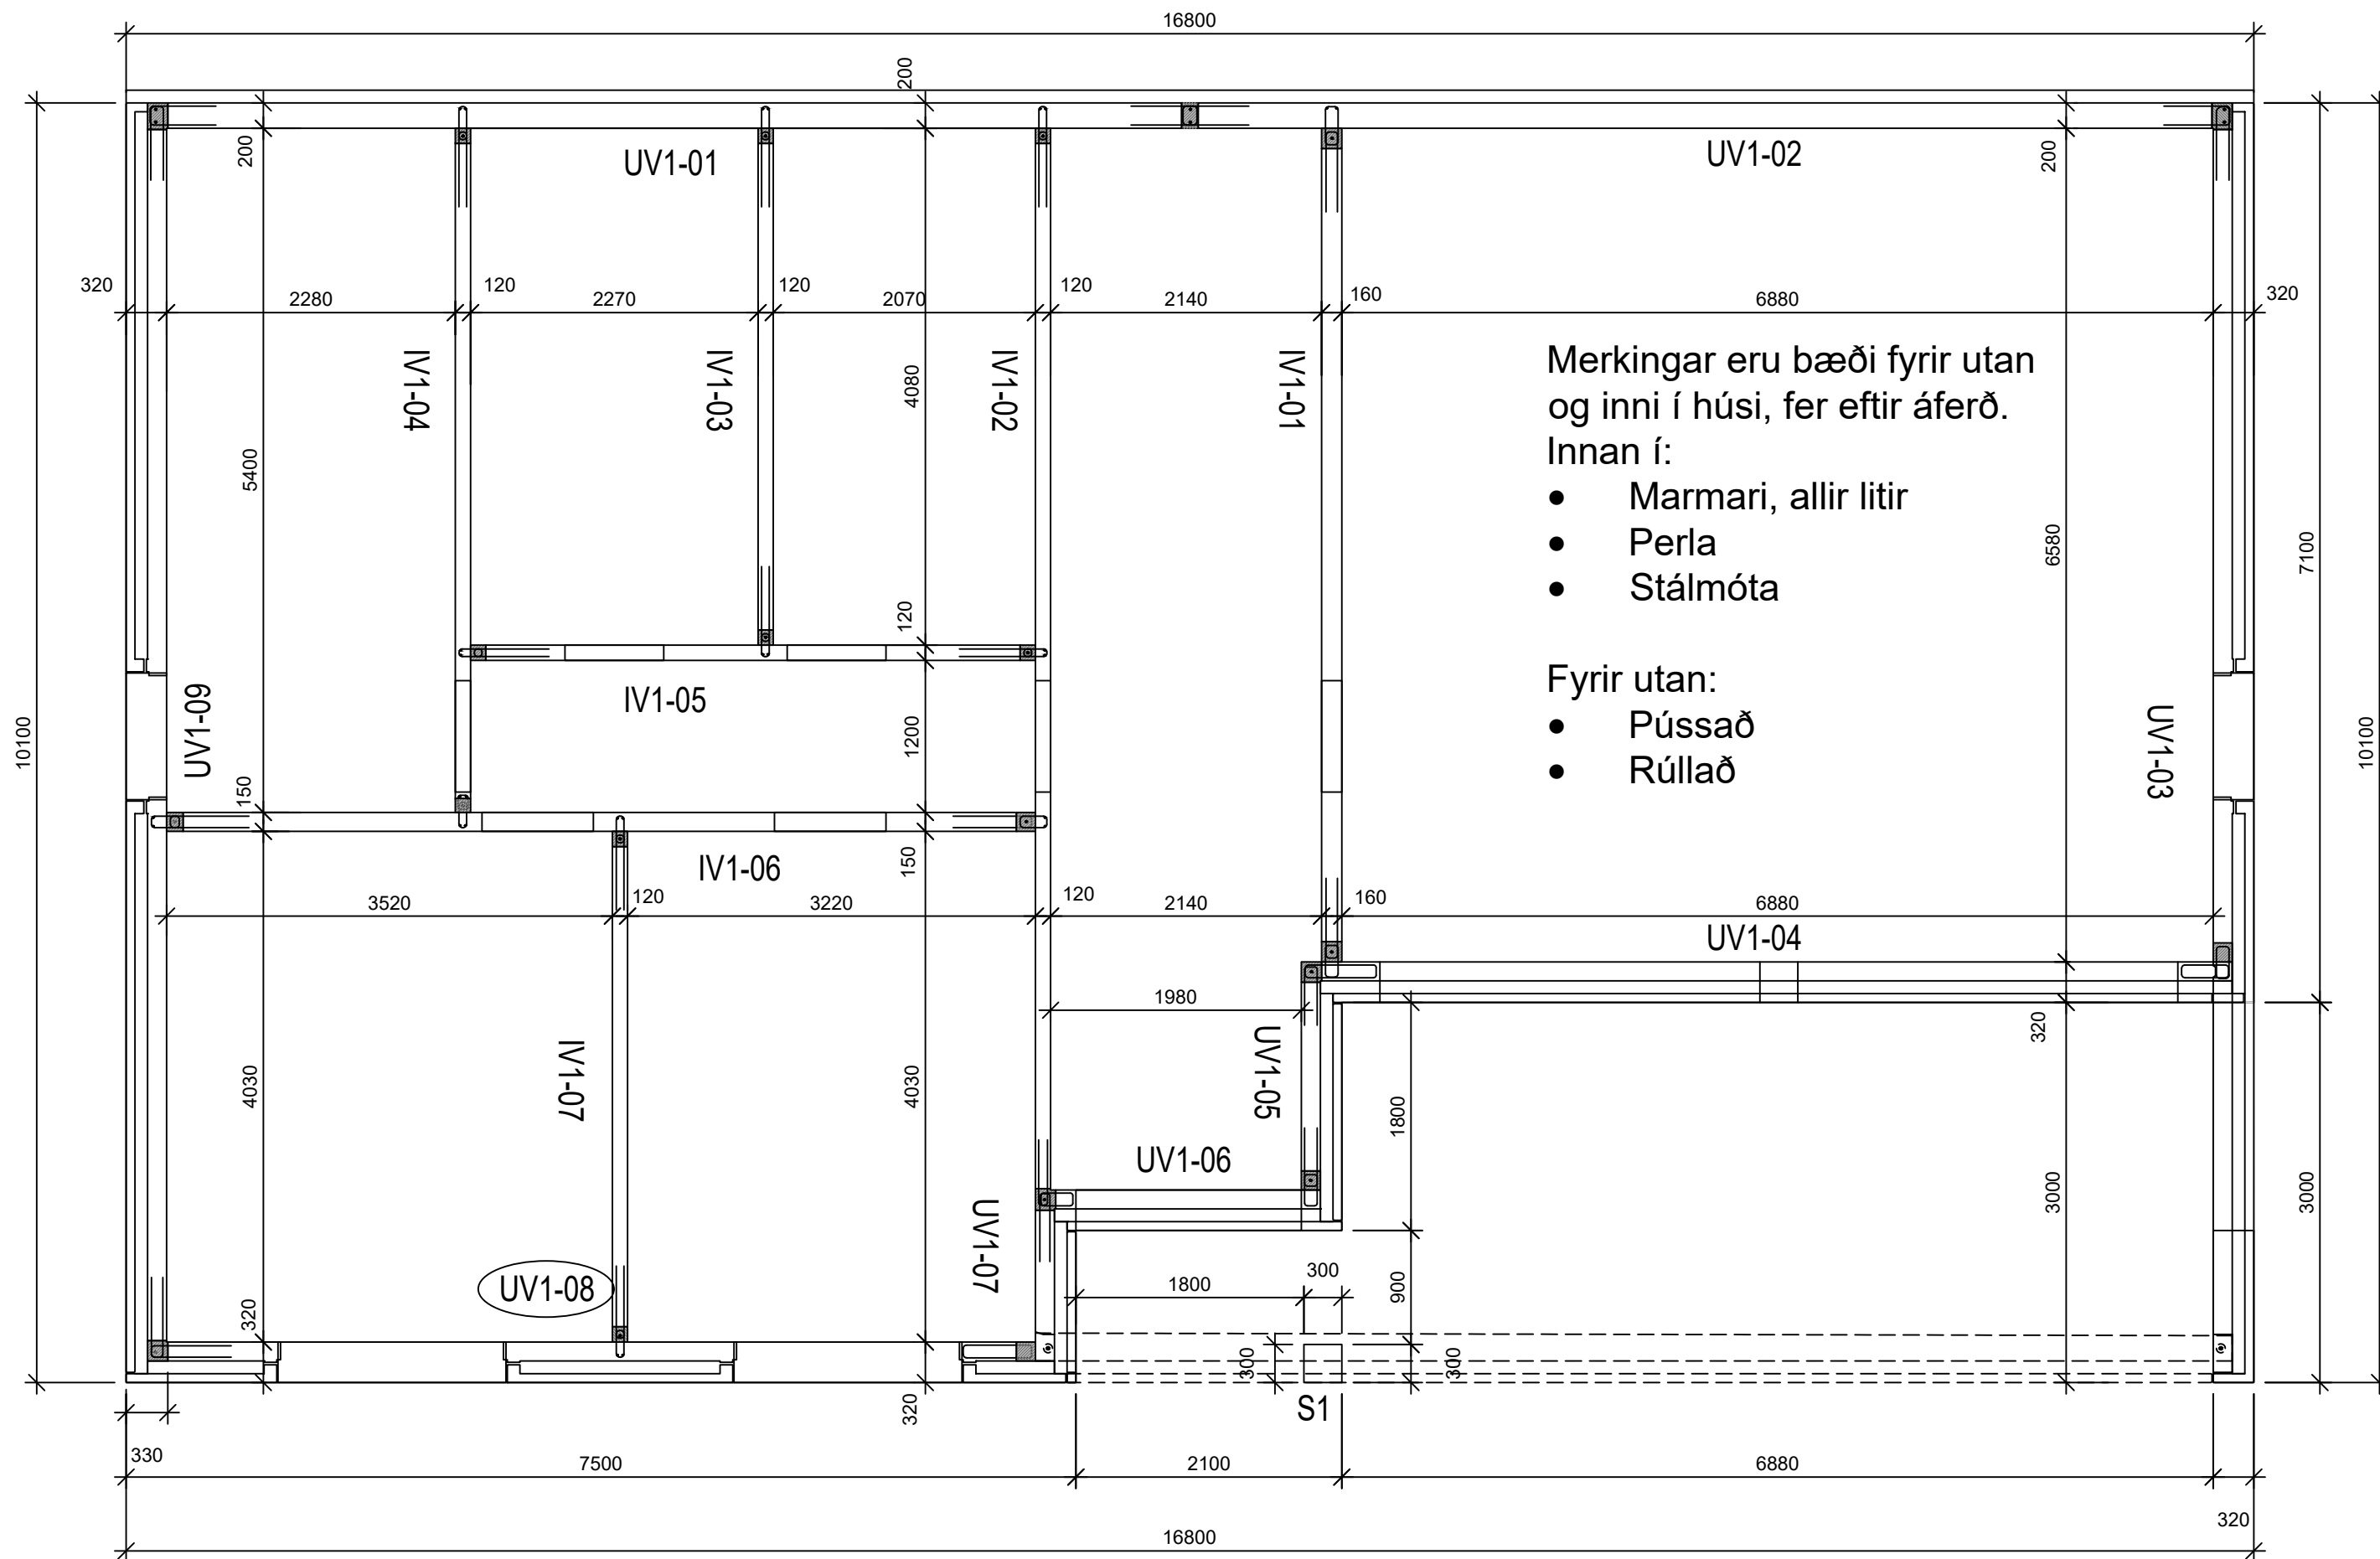 16800
200
200
UV1-01
UV1-02
200
320
2280
120
2270
120
2070
120
2140
160
6880
320
IV1-04
IV1-03
IV1-02
IV1-01
4080
5400
6580
7100
Merkingar eru bæði fyrir utan
og inni í húsi, fer eftir áferð.
Innan í:
• Marmari, allir litir
• Perla
• Stálmóta
Fyrir utan:
• Pússað
• Rúllað
120
10100
UV1-09
IV1-05
1200
UV1-03
10100
150
150
IV1-06
3520
120
3220
120
2140
160
6880
UV1-04
1980
320
4030
IV1-07
4030
UV1-05
1800
UV1-06
3000
3000
UV1-07
UV1-08
1800
300
900
320
300
300
320
S1
330
7500
2100
6880
320
16800